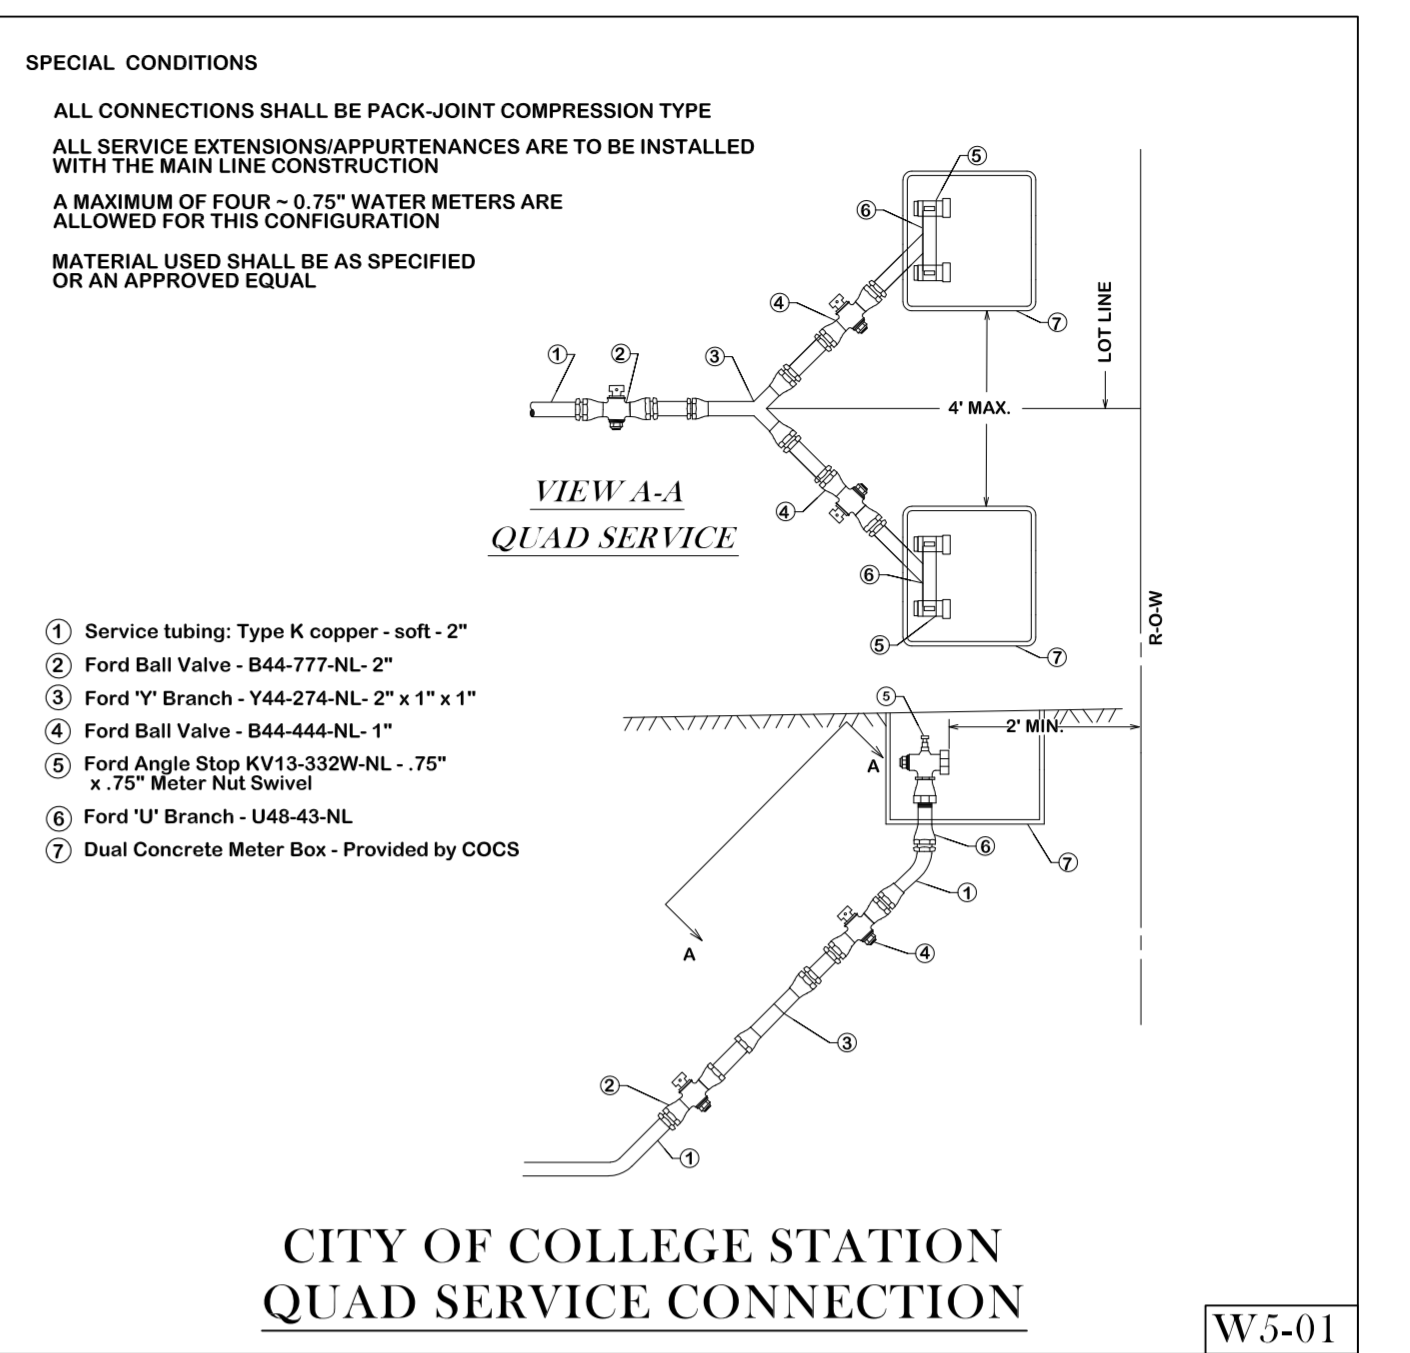 SPECIAL CONDITIONS
ALL CONNECTIONS SHALL BE PACK-JOINT COMPRESSION TYPE
ALL SERVICE EXTENSIONS/APPURTENANCES ARE TO BE INSTALLED
WITH THE MAIN LINE CONSTRUCTION
A MAXIMUM OF FOUR ~ 0.75" WATER METERS ARE
ALLOWED FOR THIS CONFIGURATION
MATERIAL USED SHALL BE AS SPECIFIED
OR AN APPROVED EQUAL
5
6
4
7
LOT LINE
1
2
3
4' MAX.
VIEW A-A
QUAD SERVICE
4
6
5
7
R-O-W
1 Service tubing: Type K copper - soft - 2"
2 Ford Ball Valve - B44-777-NL- 2"
3 Ford 'Y' Branch - Y44-274-NL- 2" x 1" x 1"
4 Ford Ball Valve - B44-444-NL- 1"
5 Ford Angle Stop KV13-332W-NL - .75"
x .75" Meter Nut Swivel
6 Ford 'U' Branch - U48-43-NL
7 Dual Concrete Meter Box - Provided by COCS
5
2' MIN.
A
6
7
1
A
4
3
2
1
CITY OF COLLEGE STATION
QUAD SERVICE CONNECTION
W5-01